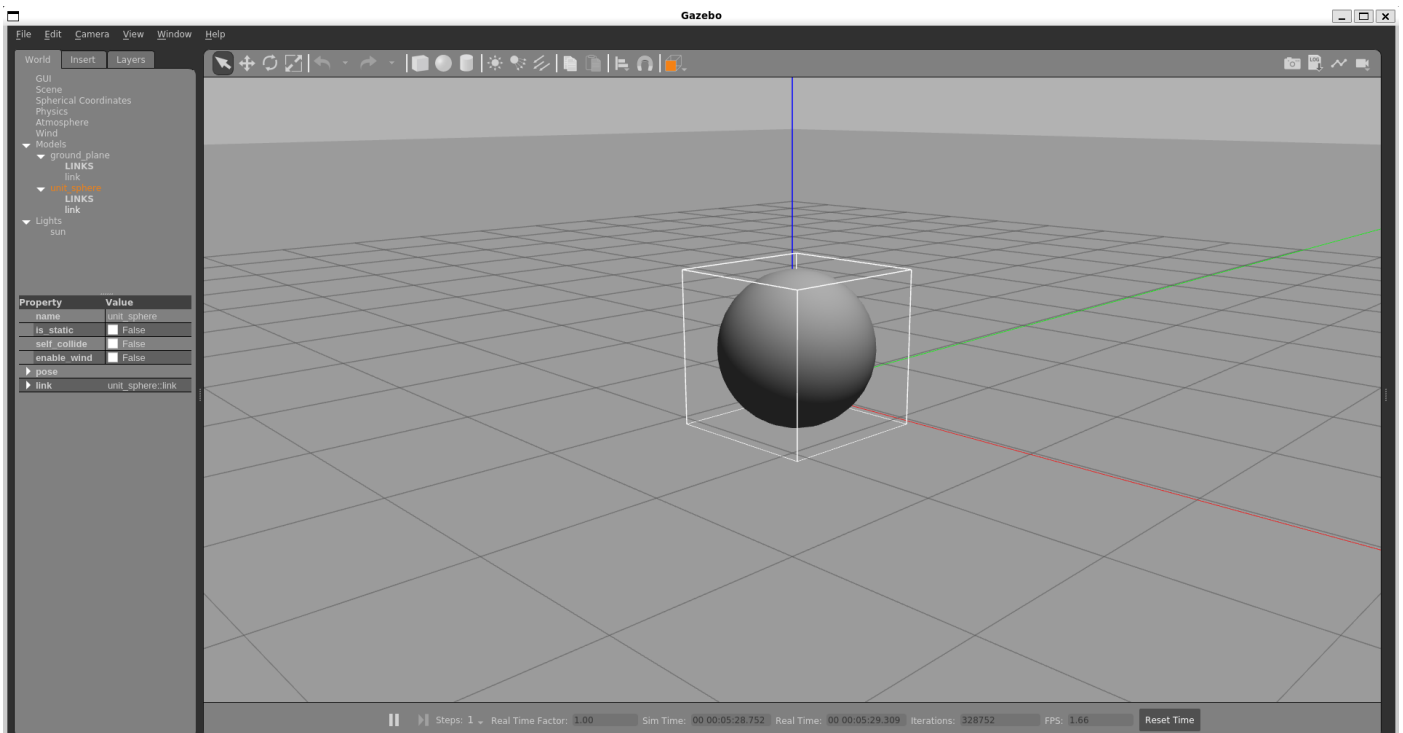 Gazebo
File Edit Camera View Window Help
World Insert Layers
GUI
Scene
Spherical Coordinates
Physics
Atmosphere
Wind
Models
ground_plane
LINKS
link
unit_sphere
LINKS
link
Lights
sun
Property Value
name unit_sphere
is_static False
self_collide False
enable_wind False
pose
link unit_sphere::link
LOG
Steps: 1 Real Time Factor: 1.00 Sim Time: 00 00:05:28.752 Real Time: 00 00:05:29.309 Iterations: 328752 FPS: 1.66 Reset Time